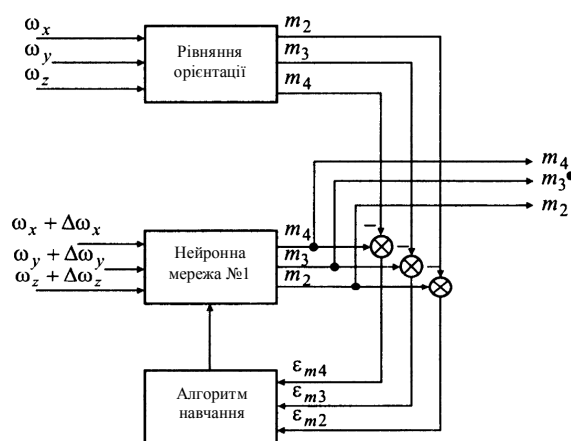 ω_x
ω_y
ω_z
Рівняння
орієнтації
m_2
m_3
m_4
m_4
m_3
m_2
ω_x + Δω_x
ω_y + Δω_y
ω_z + Δω_z
Нейронна
мережа №1
m_4
m_3
m_2
−
−
−
Алгоритм
навчання
ε_m4
ε_m3
ε_m2